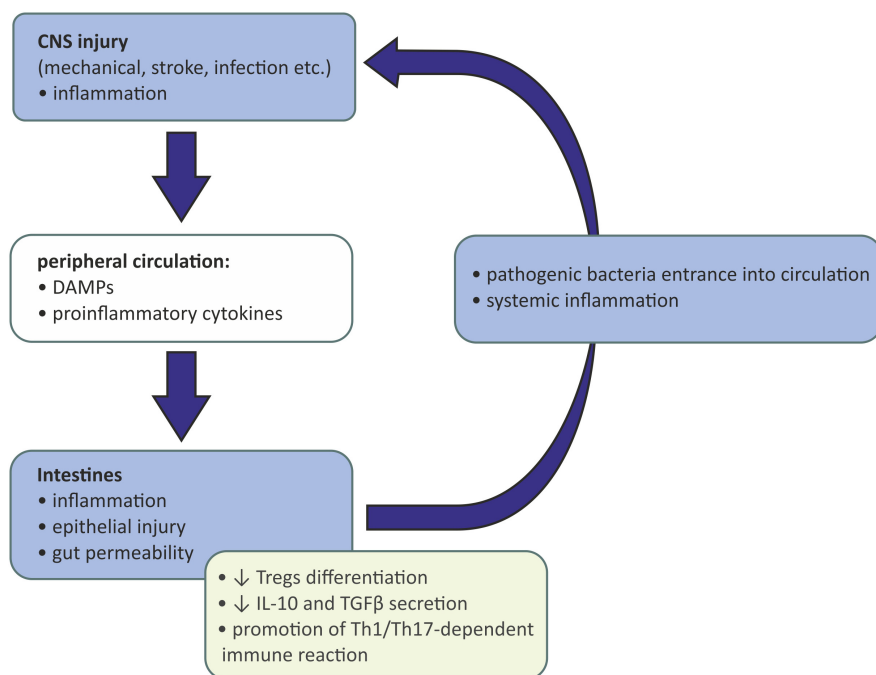 CNS injury
(mechanical, stroke, infection etc.)
• inflammation
peripheral circulation:
• DAMPs
• proinflammatory cytokines
• pathogenic bacteria entrance into circulation
• systemic inflammation
Intestines
• inflammation
• epithelial injury
• gut permeability
• ↓ Tregs differentiation
• ↓ IL-10 and TGFβ secretion
• promotion of Th1/Th17-dependent
immune reaction